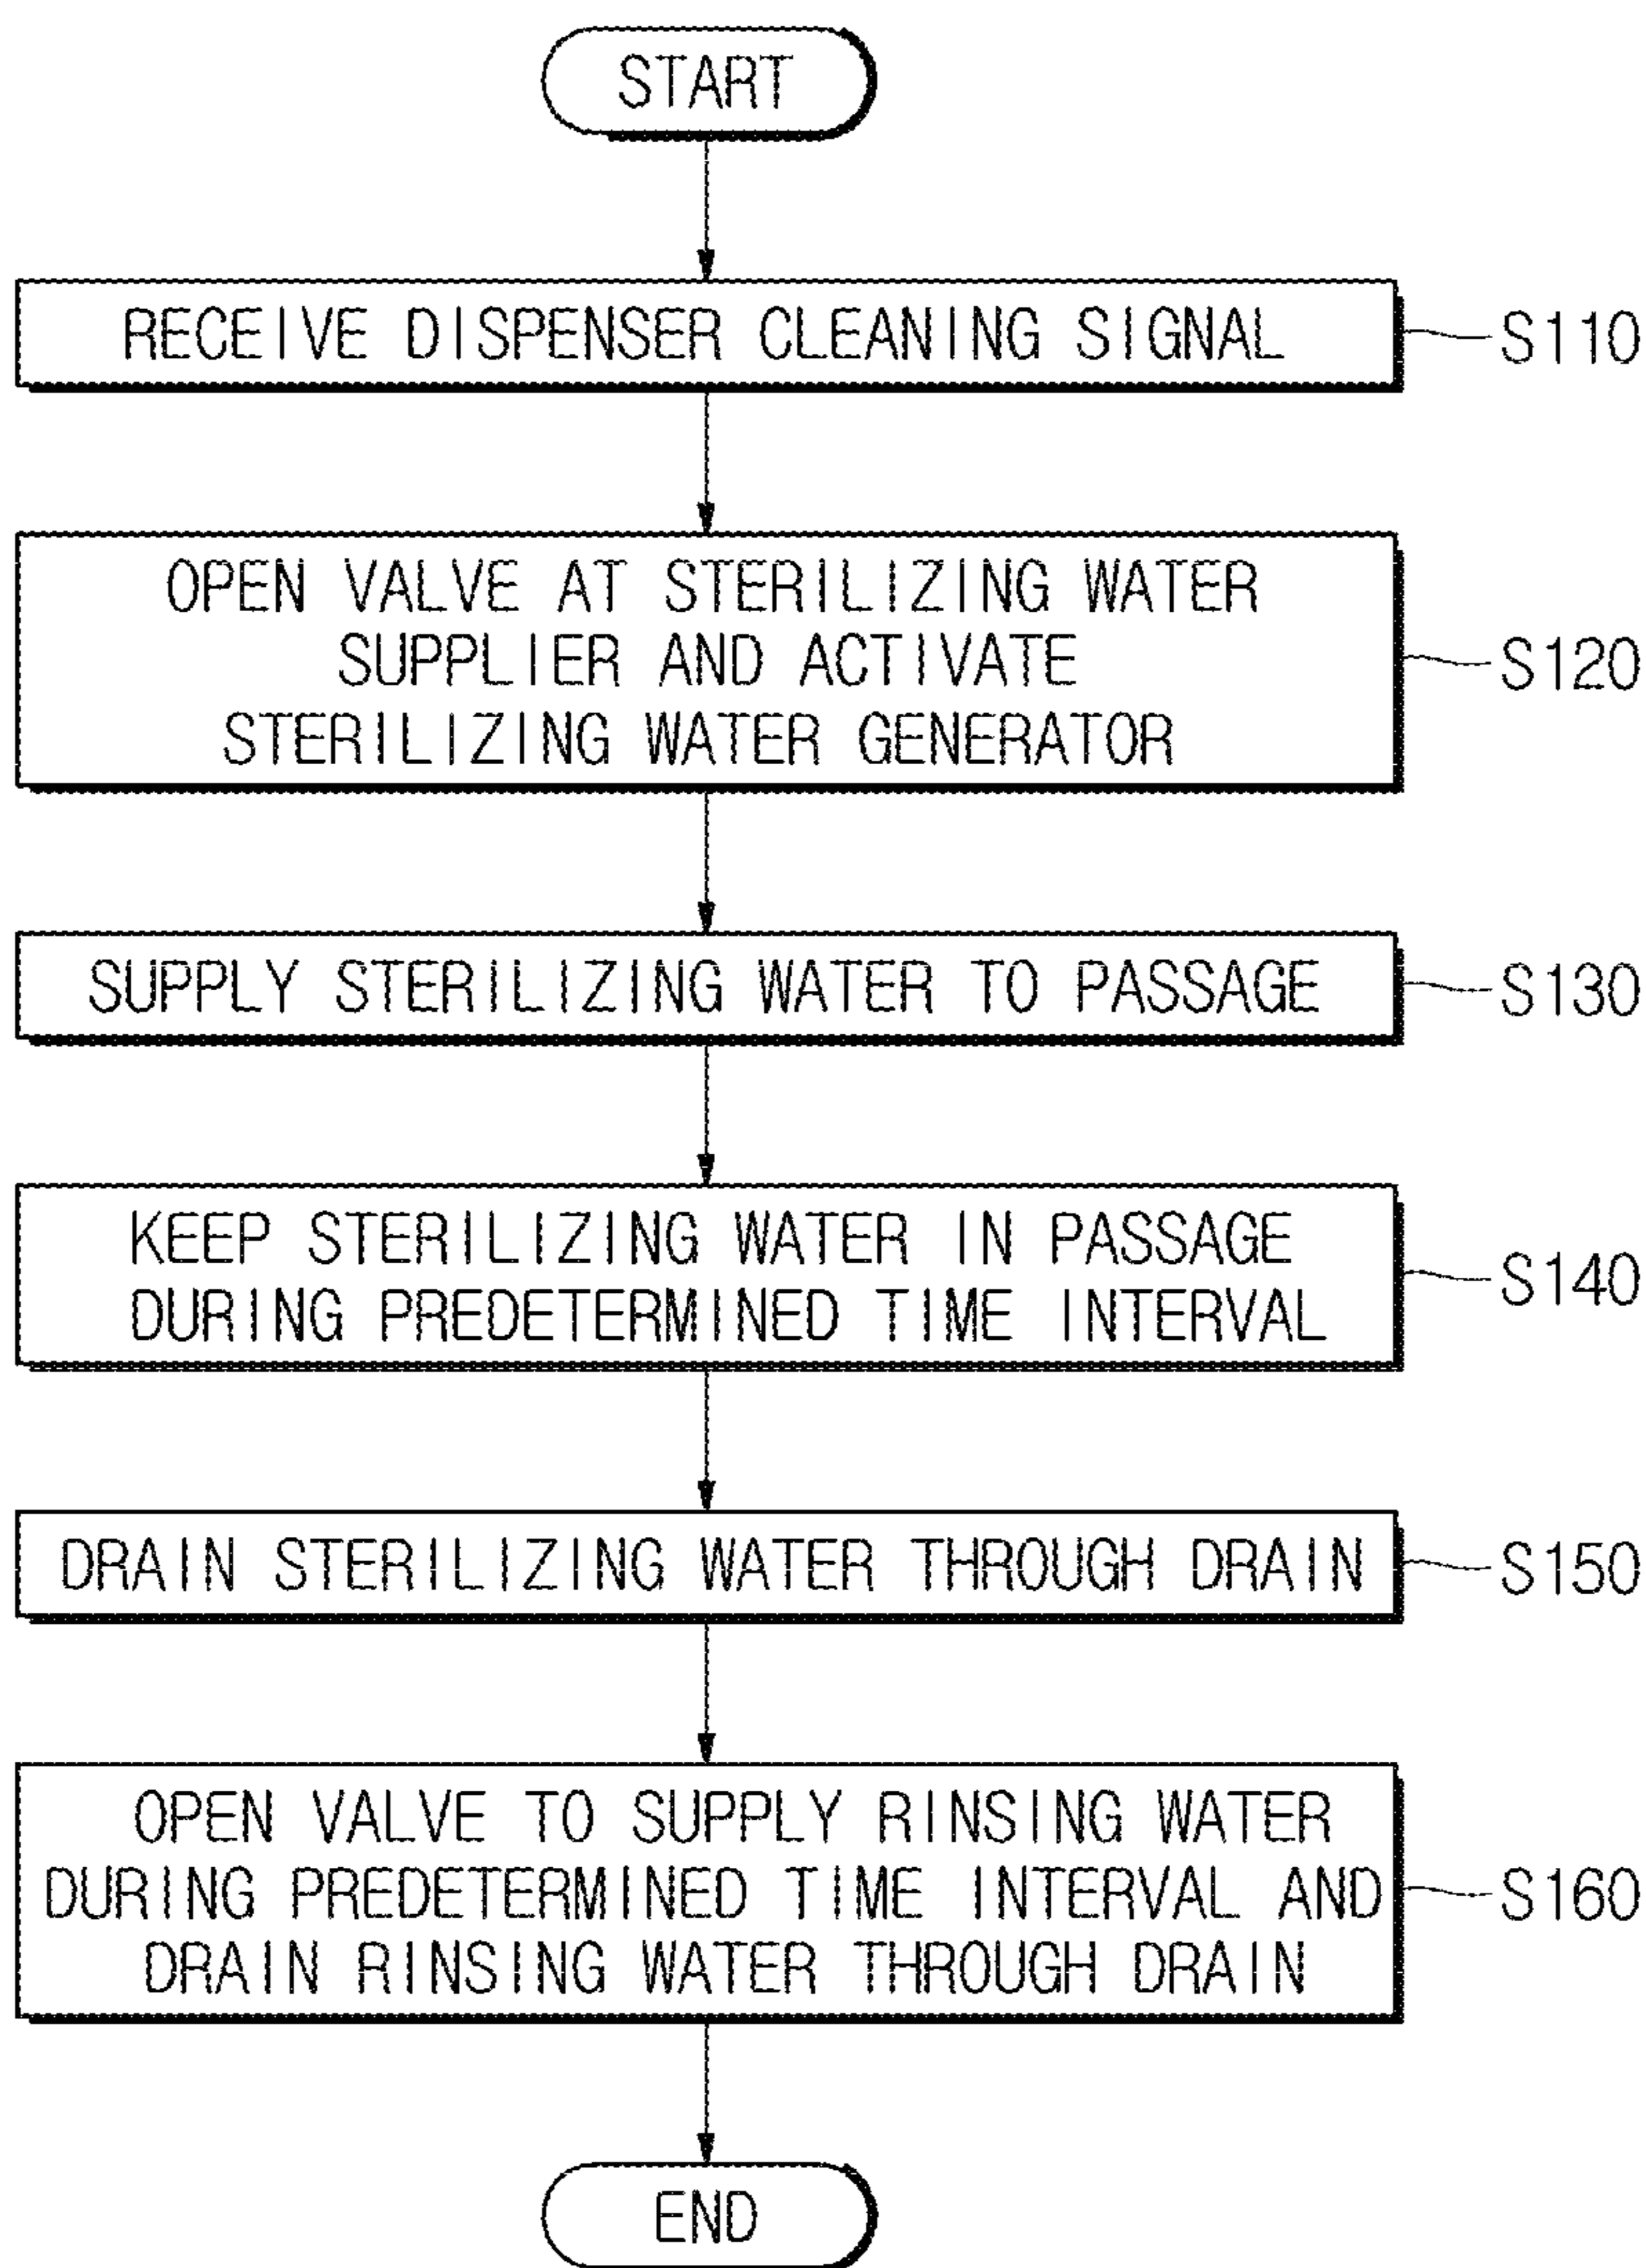 START
RECEIVE DISPENSER CLEANING SIGNAL
S110
OPEN VALVE AT STERILIZING WATER
SUPPLIER AND ACTIVATE
STERILIZING WATER GENERATOR
S120
SUPPLY STERILIZING WATER TO PASSAGE
S130
KEEP STERILIZING WATER IN PASSAGE
DURING PREDETERMINED TIME INTERVAL
S140
DRAIN STERILIZING WATER THROUGH DRAIN
S150
OPEN VALVE TO SUPPLY RINSING WATER
DURING PREDETERMINED TIME INTERVAL AND
DRAIN RINSING WATER THROUGH DRAIN
S160
END